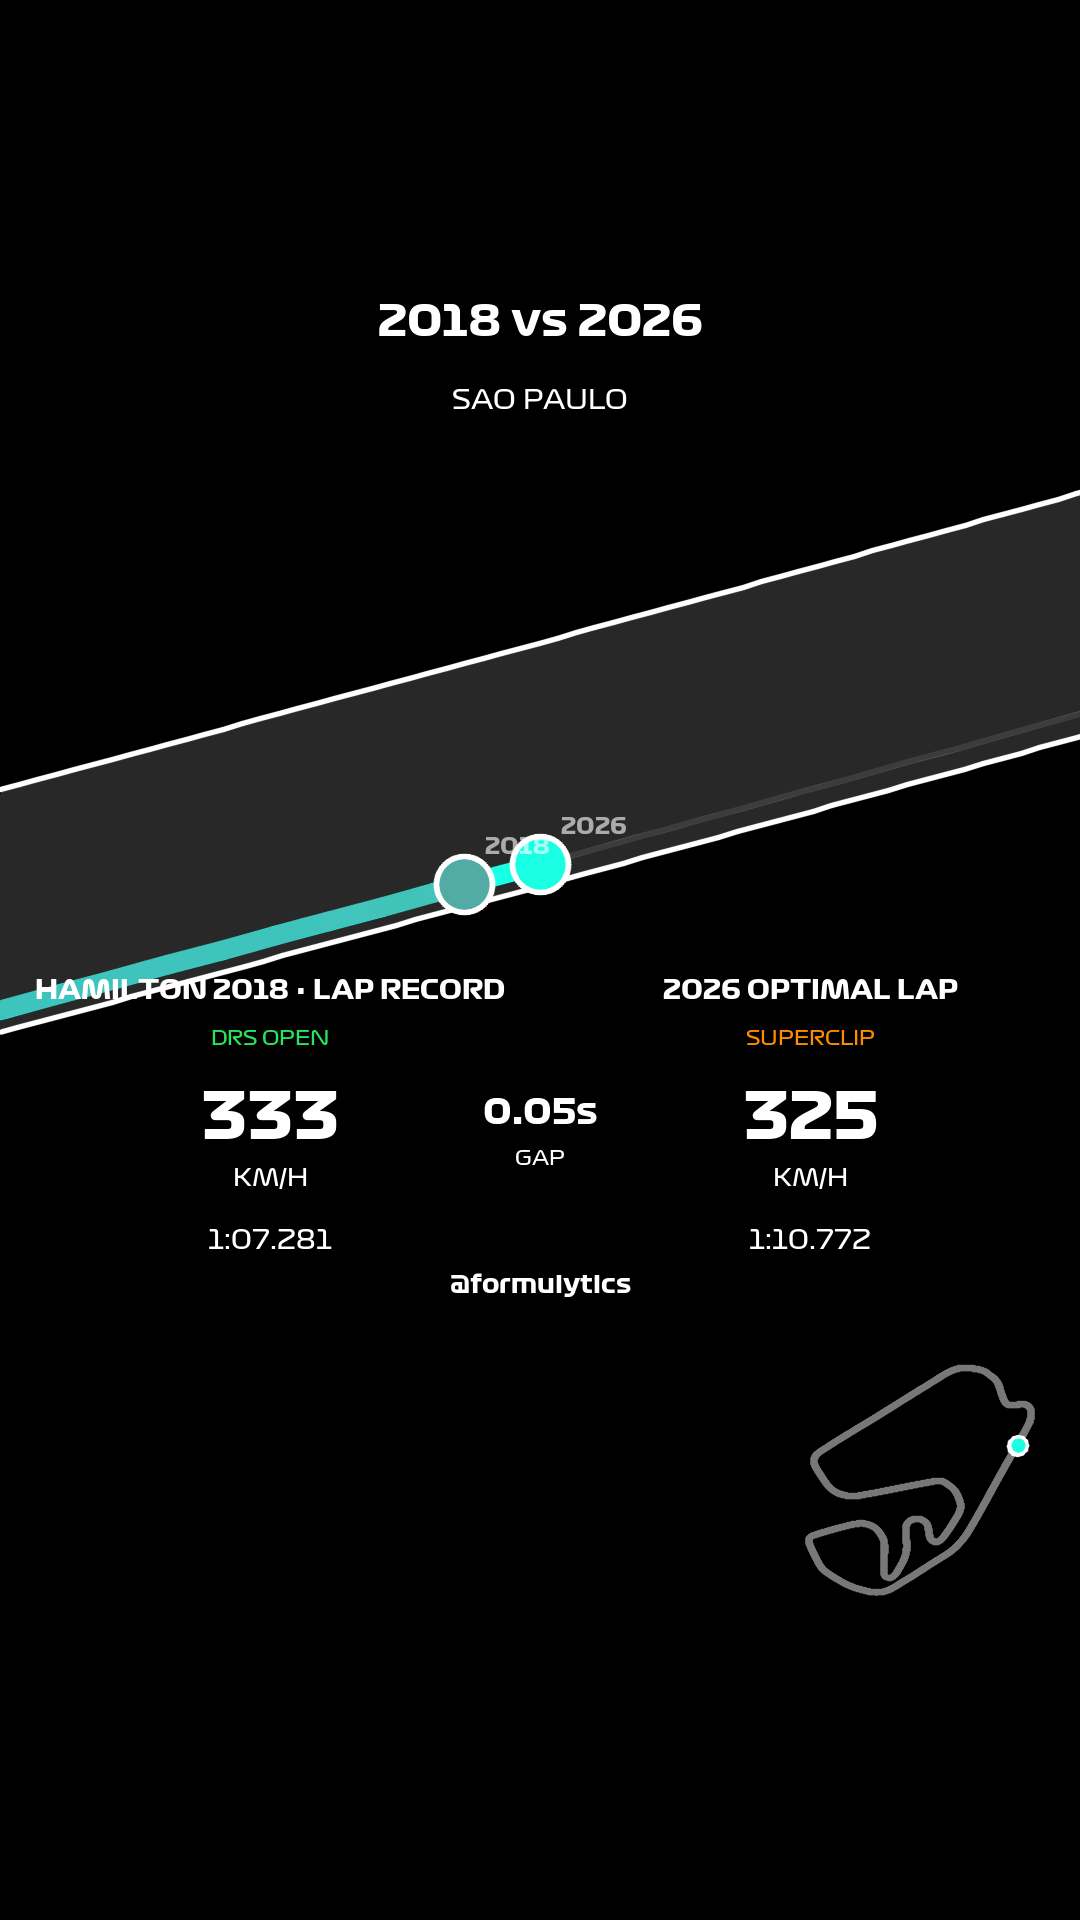 2018 vs 2026
SAO PAULO
2026
2018
HAMILTON 2018 · LAP RECORD
2026 OPTIMAL LAP
DRS OPEN
SUPERCLIP
333
0.05s
325
GAP
KM/H
KM/H
1:07.281
1:10.772
@formulytics